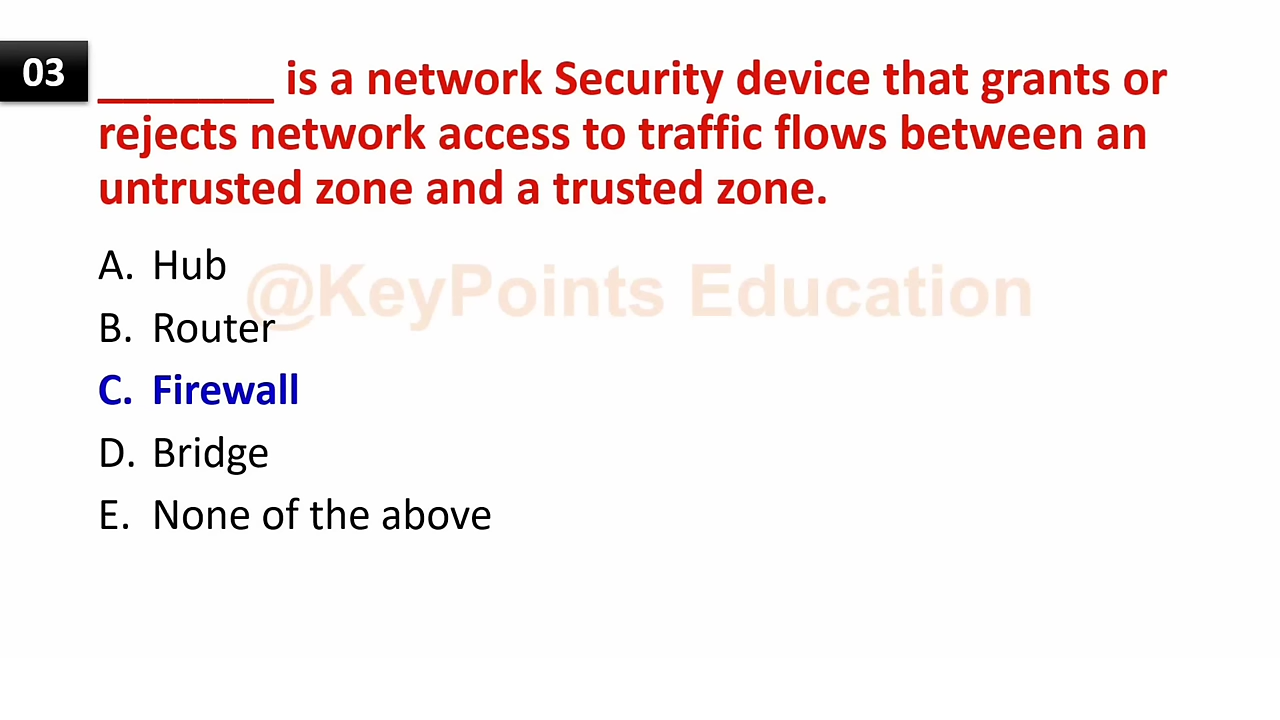 03
_______ is a network Security device that grants or
rejects network access to traffic flows between an
untrusted zone and a trusted zone.
A. Hub
@KeyPoints Education
B. Router
C. Firewall
D. Bridge
E. None of the above